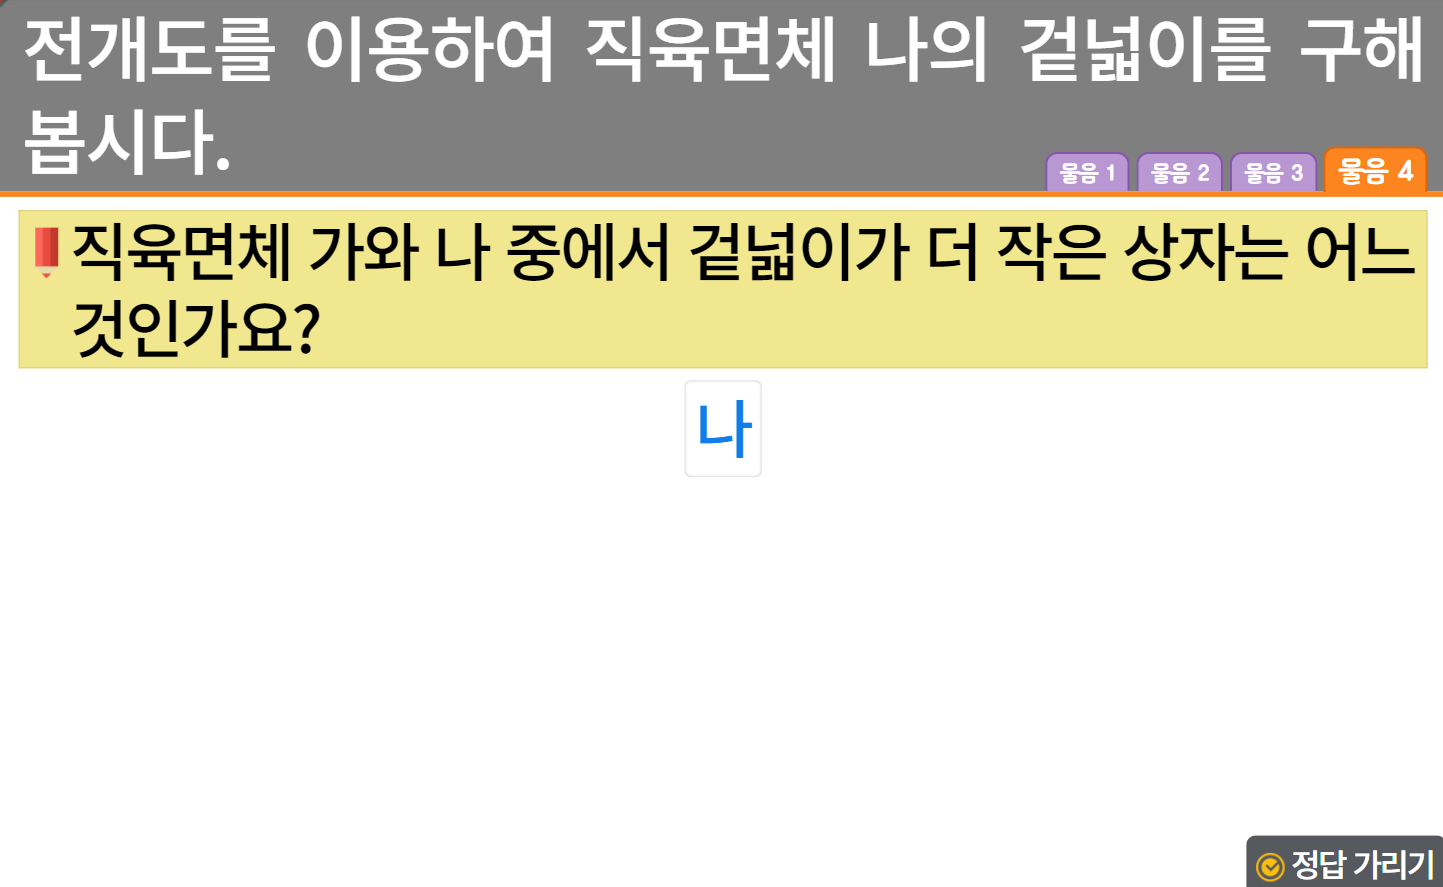 전개도를 이용하여 직육면체 나의 겉넓이를 구해
봅시다.
물음 1 물음 2 물음 3 물음 4
직육면체 가와 나 중에서 겉넓이가 더 작은 상자는 어느
것인가요?
나
정답 가리기